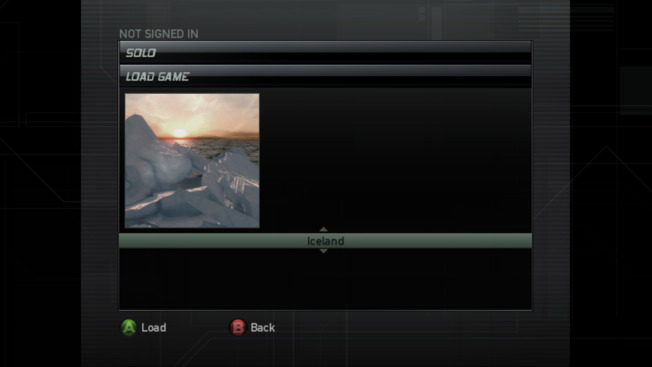 NOT SIGNED IN
SOLO
LOAD GAME
Iceland
A Load B Back